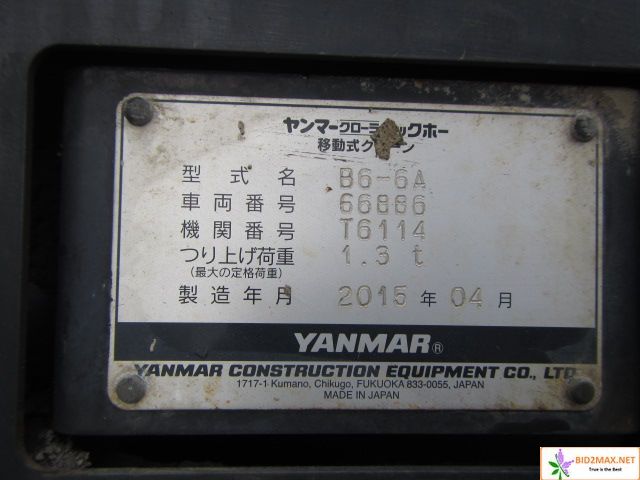 ヤンマークローラバックホー
移動式クレーン
型式名 B6-6A
車両番号 66886
機関番号 T6114
つり上げ荷重 1.3 t
(最大の定格荷重)
製造年月 2015 年 04 月
YANMAR®
YANMAR CONSTRUCTION EQUIPMENT CO., LTD.
1717-1 Kumano, Chikugo, FUKUOKA 833-0055, JAPAN
MADE IN JAPAN
BID2MAX.NET
True is the Best